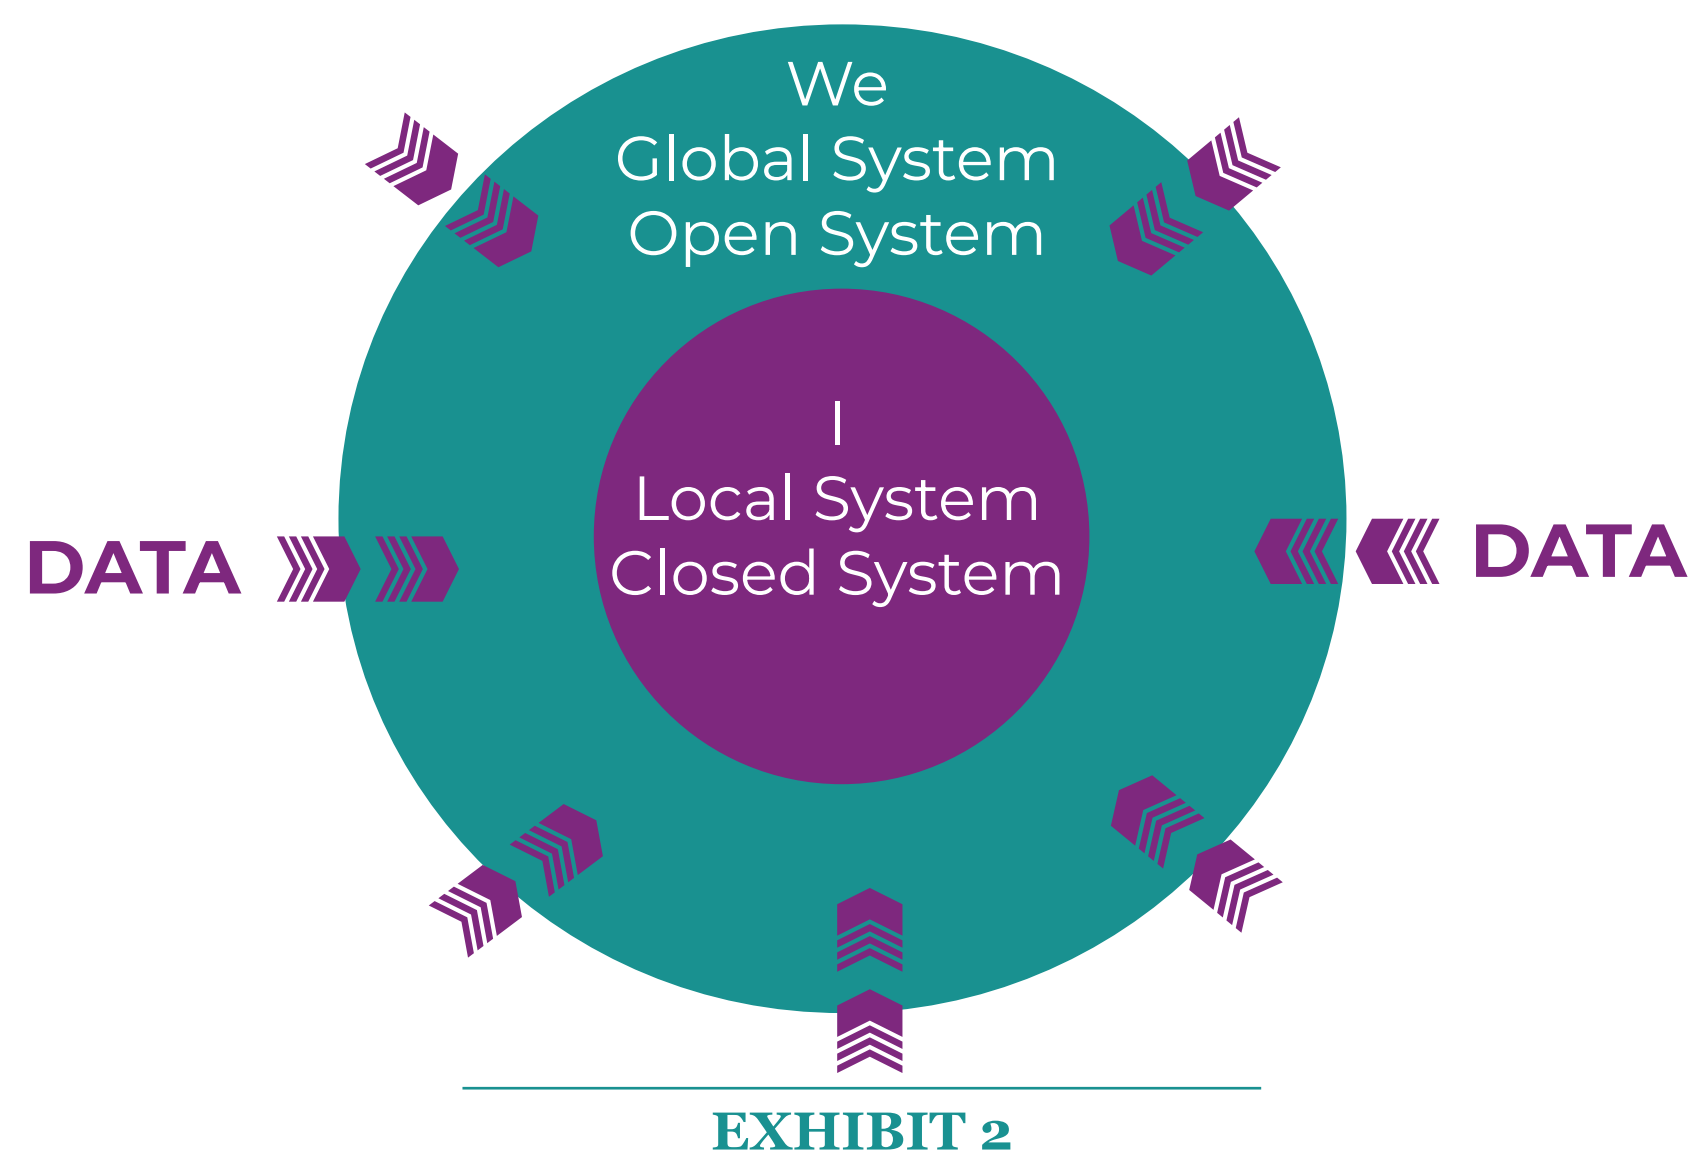 We
Global System
Open System
I
Local System
Closed System
DATA
DATA
EXHIBIT 2